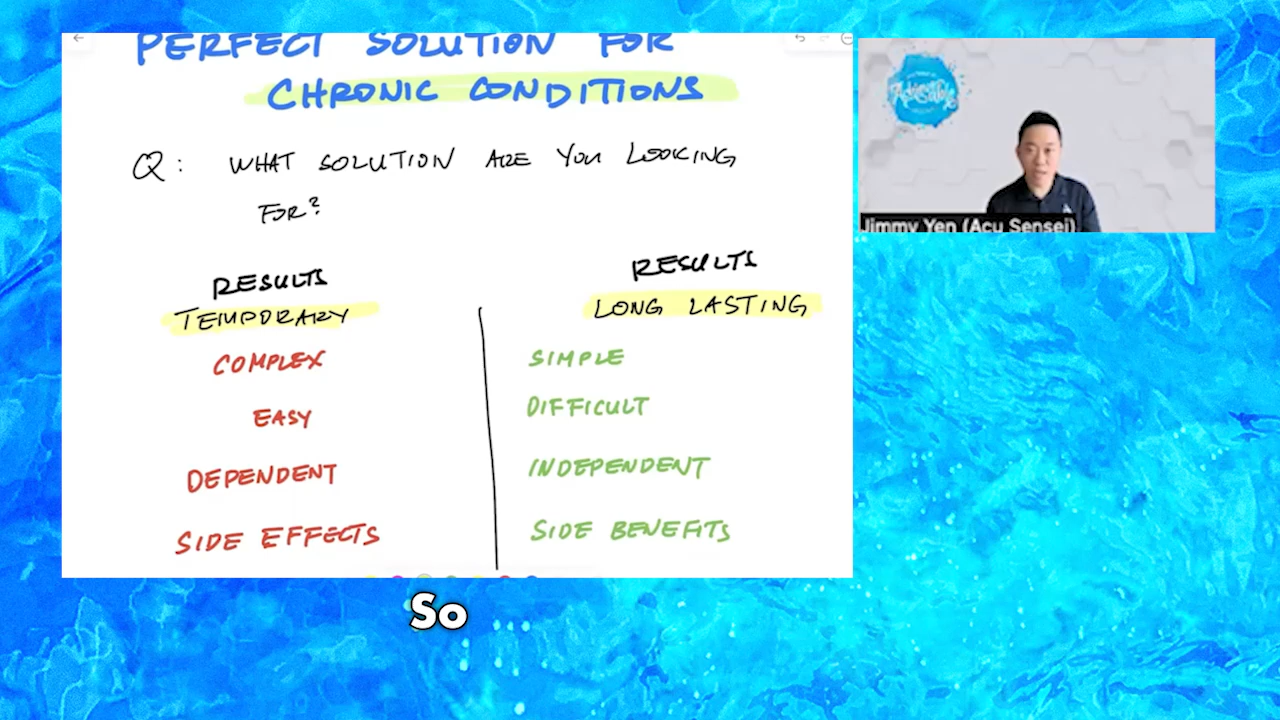 PERFECT SOLUTION FOR
CHRONIC CONDITIONS
Q: WHAT SOLUTION ARE YOU LOOKING
FOR?
RESULTS
TEMPORARY
COMPLEX
EASY
DEPENDENT
SIDE EFFECTS
RESULTS
LONG LASTING
SIMPLE
DIFFICULT
INDEPENDENT
SIDE BENEFITS
Jimmy Yen (Acu Sensei)
So